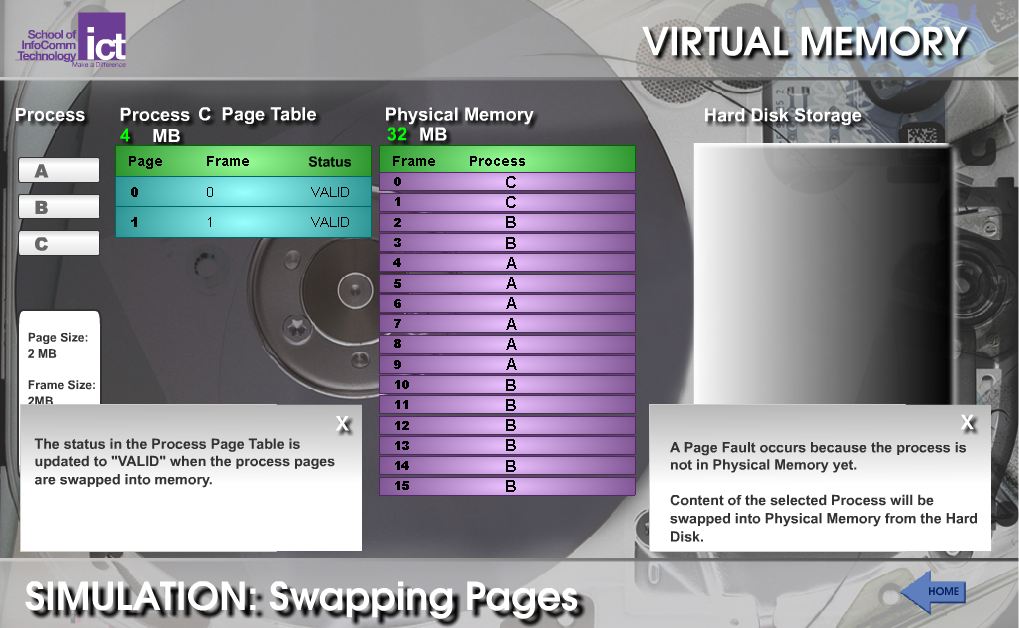 School of
InfoComm
Technology
ict
Make a Difference
VIRTUAL MEMORY
Process
A
B
C
Page Size:
2 MB
Frame Size:
2MB
Process C Page Table
4 MB
Page Frame Status
0 0 VALID
1 1 VALID
Physical Memory
32 MB
Frame Process
0 C
1 C
2 B
3 B
4 A
5 A
6 A
7 A
8 A
9 A
10 B
11 B
12 B
13 B
14 B
15 B
Hard Disk Storage
X
The status in the Process Page Table is
updated to "VALID" when the process pages
are swapped into memory.
X
A Page Fault occurs because the process is
not in Physical Memory yet.
Content of the selected Process will be
swapped into Physical Memory from the Hard
Disk.
SIMULATION: Swapping Pages
HOME